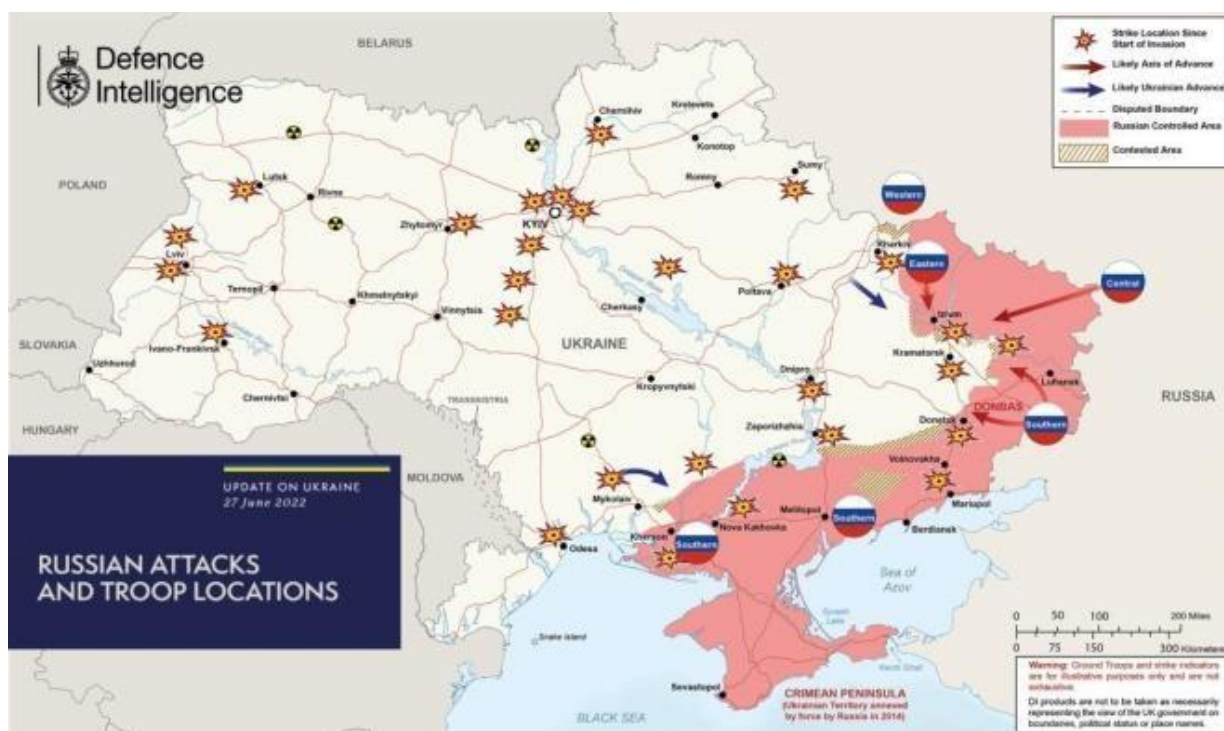 Defence
Intelligence
BELARUS
POLAND
SLOVAKIA
HUNGARY
MOLDOVA
TRANSNISTRIA
UKRAINE
RUSSIA
DONBAS
Strike Location Since
Start of Invasion
Likely Axis of Advance
Likely Ukrainian Advance
Disputed Boundary
Russian Controlled Area
Contested Area
Chernihiv
Krolevets
Konotop
Sumy
Romny
Lutsk
Rivne
Zhytomyr
KYIV
Lviv
Ternopil
Khmelnytskyi
Vinnytsia
Cherkasy
Poltava
Kharkiv
Izium
Kramatorsk
Luhansk
Ivano-Frankivsk
Uzhhorod
Chernivtsi
Kropyvnytski
Dnipro
Zaporizhzhia
Donetsk
Volnovakha
Mariupol
Mykolaiv
Melitopol
Berdiansk
Kherson
Nova Kakhovka
Odesa
Western
Eastern
Central
Southern
Southern
Southern
Snake Island
Sevastopol
Sea of
Azov
BLACK SEA
CRIMEAN PENINSULA
(Ukrainian Territory annexed
by force by Russia in 2014)
UPDATE ON UKRAINE
27 June 2022
RUSSIAN ATTACKS
AND TROOP LOCATIONS
0 50 100 200 Miles
0 75 150 300 Kilometers
Warning: Ground Troops and strike indicators
are for illustrative purposes only and are not
exhaustive.
DI products are not to be taken as necessarily
representing the view of the UK government on
boundaries, political status or place names.